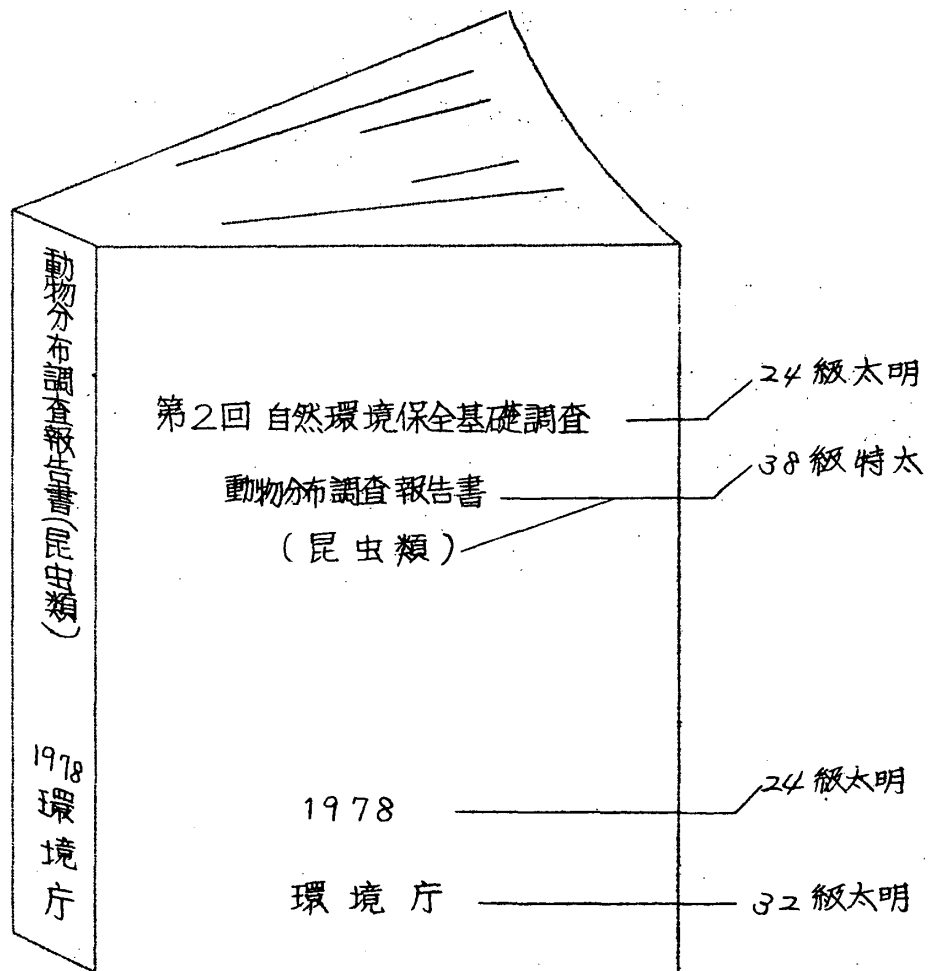 動物分布調査報告書(昆虫類)
1978
環境庁
第2回 自然環境保全基礎調査
動物分布調査報告書
(昆虫類)
1978
環境庁
24級太明
38級特太
24級太明
32級太明